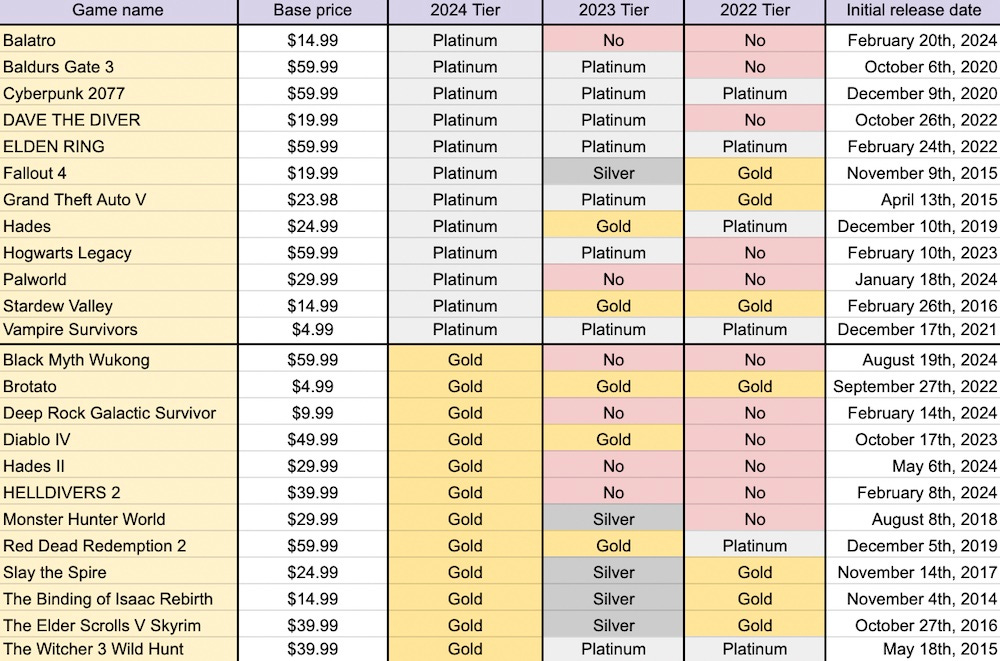 Game name Base price 2024 Tier 2023 Tier 2022 Tier Initial release date
Balatro $14.99 Platinum No No February 20th, 2024
Baldurs Gate 3 $59.99 Platinum Platinum No October 6th, 2020
Cyberpunk 2077 $59.99 Platinum Platinum Platinum December 9th, 2020
DAVE THE DIVER $19.99 Platinum Platinum No October 26th, 2022
ELDEN RING $59.99 Platinum Platinum Platinum February 24th, 2022
Fallout 4 $19.99 Platinum Silver Gold November 9th, 2015
Grand Theft Auto V $23.98 Platinum Platinum Gold April 13th, 2015
Hades $24.99 Platinum Gold Platinum December 10th, 2019
Hogwarts Legacy $59.99 Platinum Platinum No February 10th, 2023
Palworld $29.99 Platinum No No January 18th, 2024
Stardew Valley $14.99 Platinum Gold Gold February 26th, 2016
Vampire Survivors $4.99 Platinum Platinum Platinum December 17th, 2021
Black Myth Wukong $59.99 Gold No No August 19th, 2024
Brotato $4.99 Gold Gold Gold September 27th, 2022
Deep Rock Galactic Survivor $9.99 Gold No No February 14th, 2024
Diablo IV $49.99 Gold Gold No October 17th, 2023
Hades II $29.99 Gold No No May 6th, 2024
HELLDIVERS 2 $39.99 Gold No No February 8th, 2024
Monster Hunter World $29.99 Gold Silver No August 8th, 2018
Red Dead Redemption 2 $59.99 Gold Gold Platinum December 5th, 2019
Slay the Spire $24.99 Gold Silver Gold November 14th, 2017
The Binding of Isaac Rebirth $14.99 Gold Silver Gold November 4th, 2014
The Elder Scrolls V Skyrim $39.99 Gold Silver Gold October 27th, 2016
The Witcher 3 Wild Hunt $39.99 Gold Platinum Platinum May 18th, 2015